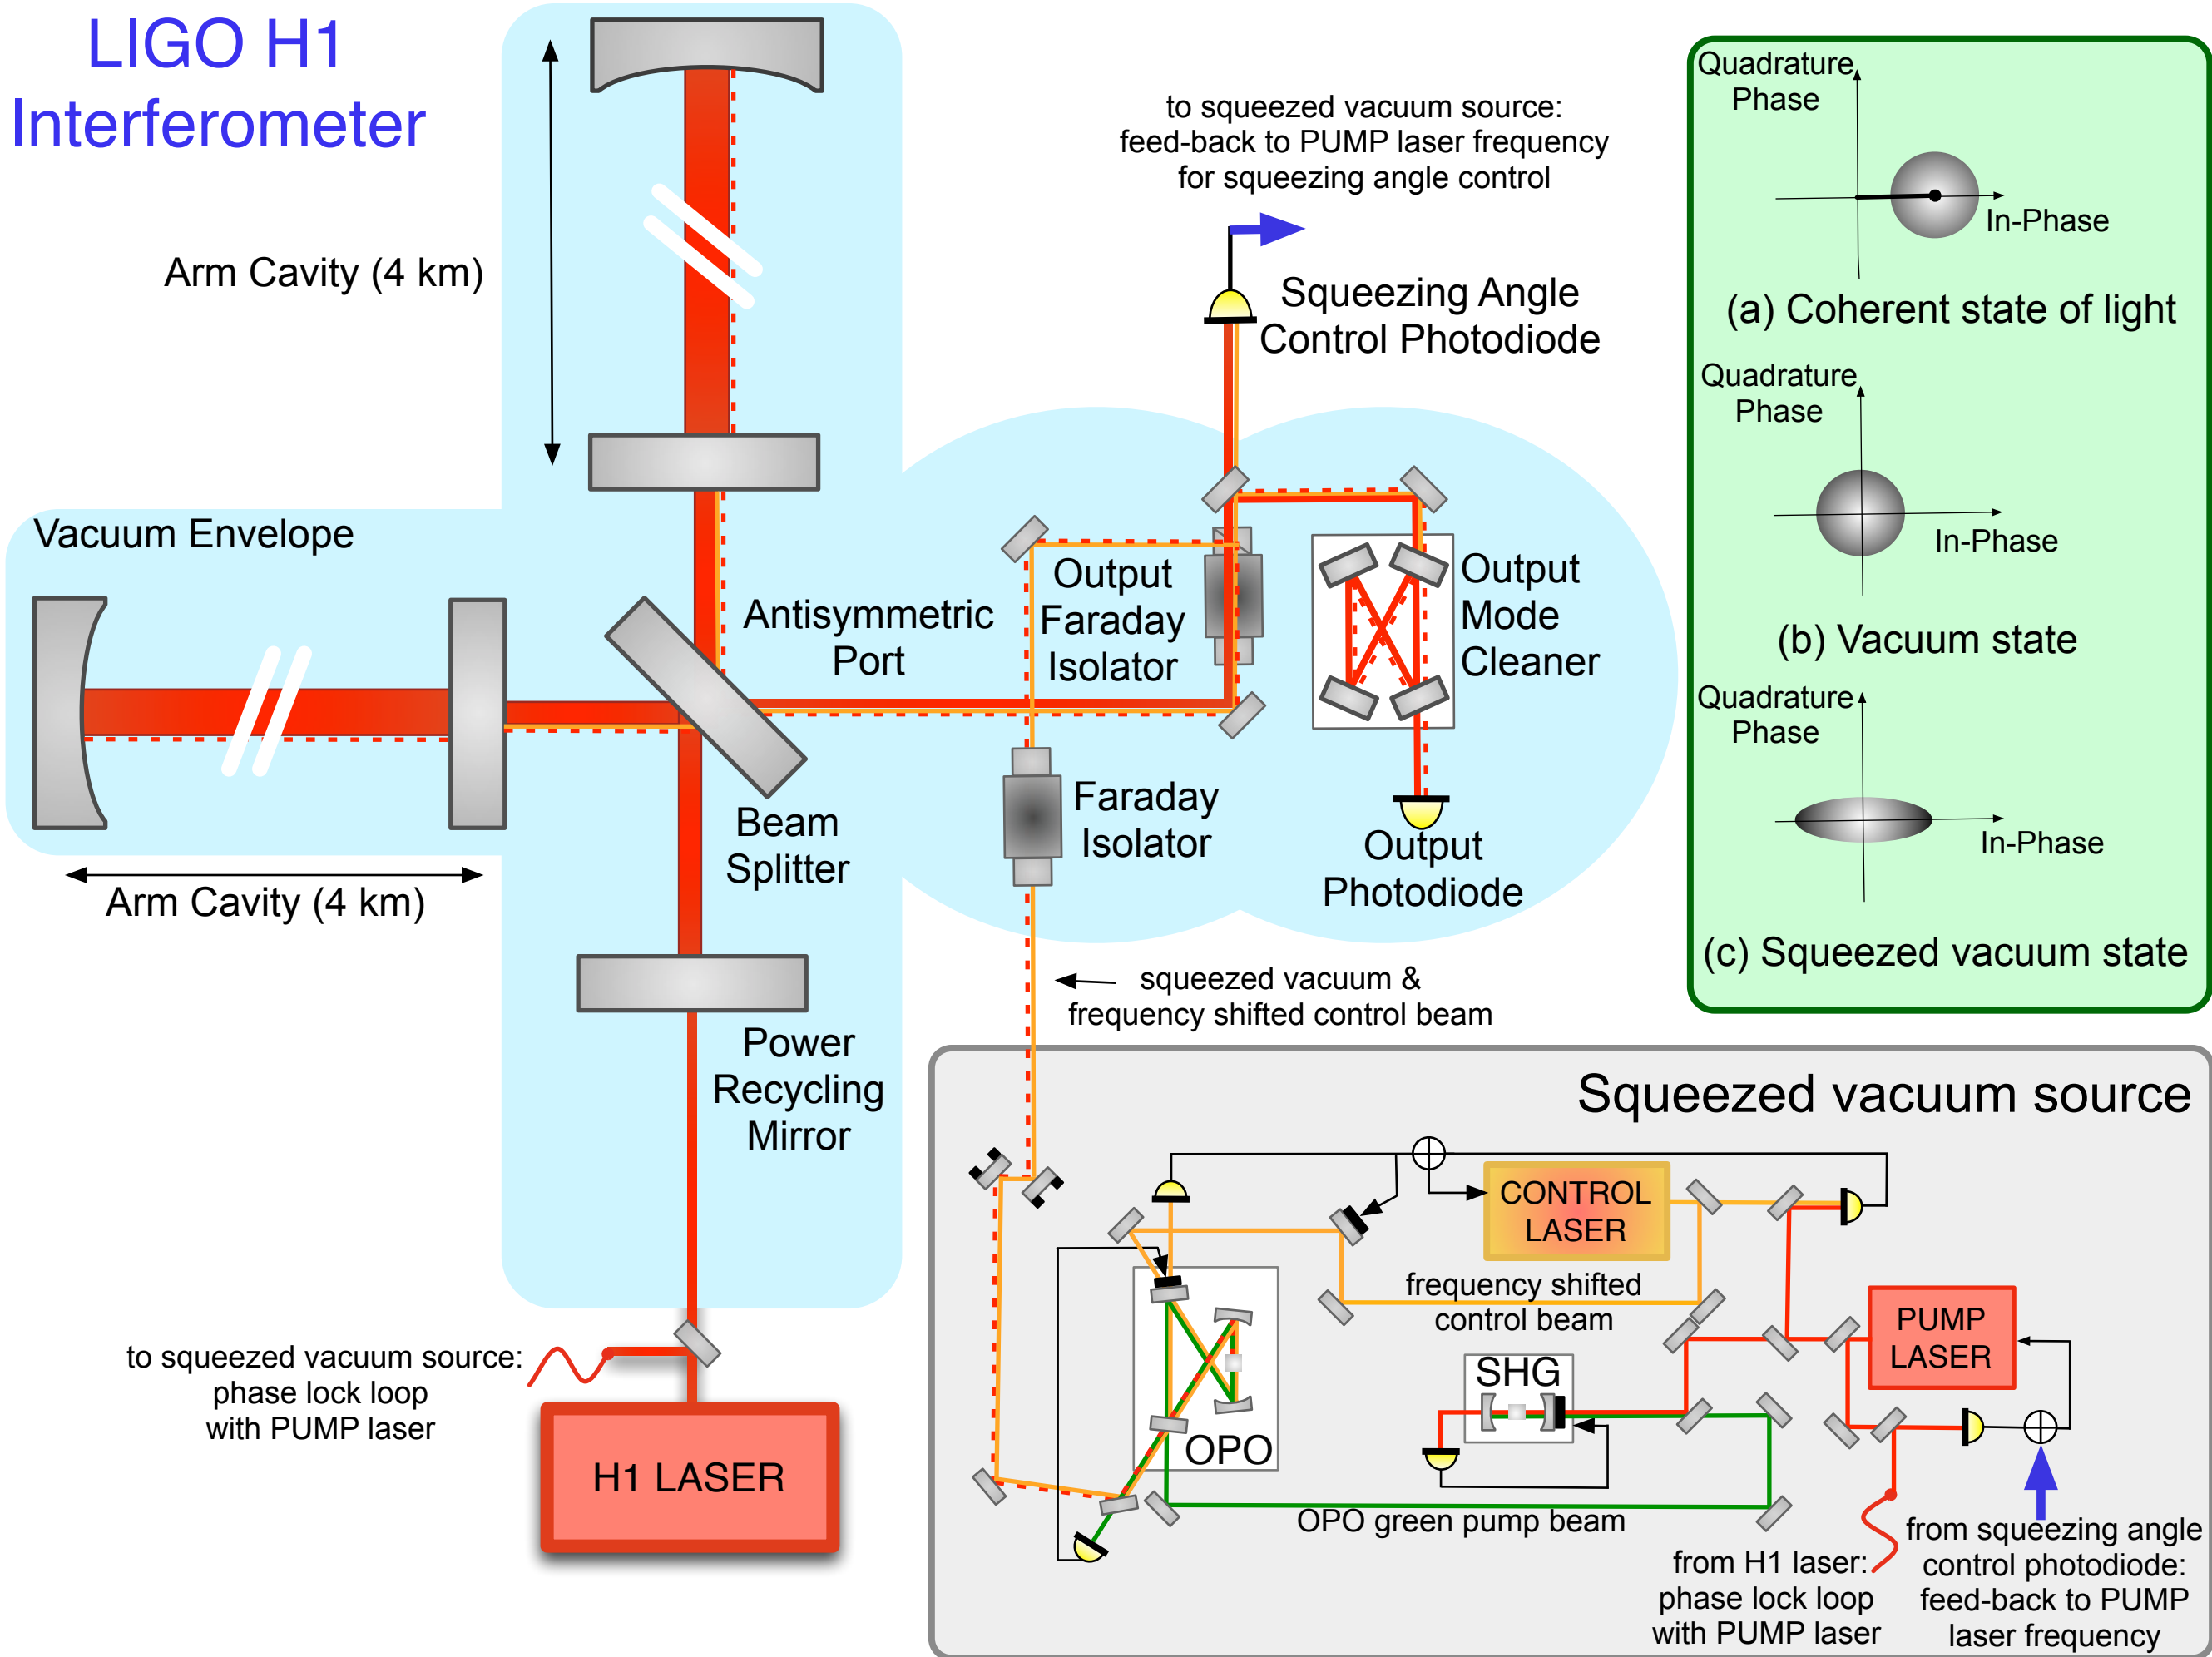 LIGO H1
Interferometer
Arm Cavity (4 km)
to squeezed vacuum source:
feed-back to PUMP laser frequency
for squeezing angle control
Squeezing Angle
Control Photodiode
Vacuum Envelope
Antisymmetric
Port
Output
Faraday
Isolator
Output
Mode
Cleaner
Faraday
Isolator
Beam
Splitter
Output
Photodiode
Arm Cavity (4 km)
squeezed vacuum &
frequency shifted control beam
Power
Recycling
Mirror
to squeezed vacuum source:
phase lock loop
with PUMP laser
H1 LASER
Quadrature
Phase
In-Phase
(a) Coherent state of light
Quadrature
Phase
In-Phase
(b) Vacuum state
Quadrature
Phase
In-Phase
(c) Squeezed vacuum state
Squeezed vacuum source
CONTROL
LASER
frequency shifted
control beam
PUMP
LASER
SHG
OPO
OPO green pump beam
from H1 laser:
phase lock loop
with PUMP laser
from squeezing angle
control photodiode:
feed-back to PUMP
laser frequency